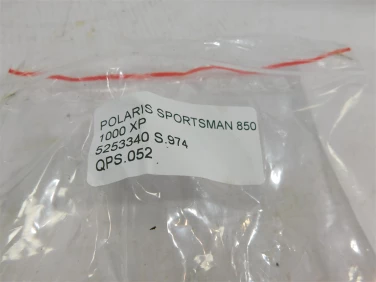 POLARIS SPORTSMAN 850
1000 XP
5253340 S.974
QPS.052